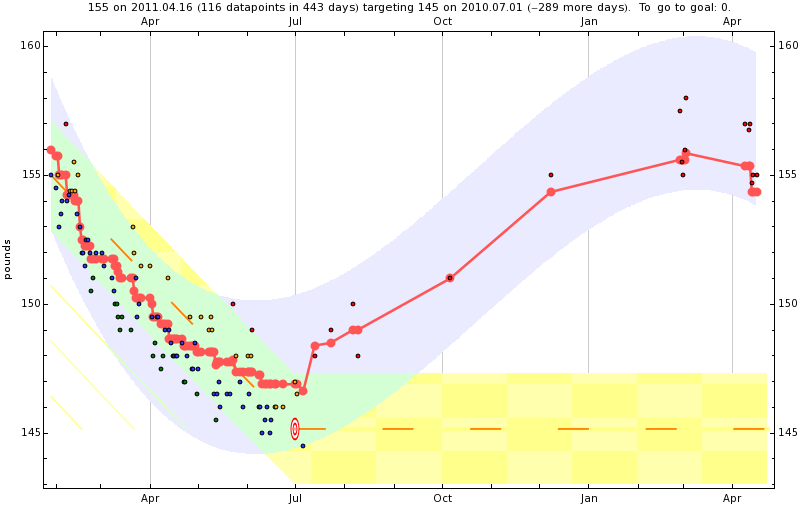 155 on 2011.04.16 (116 datapoints in 443 days) targeting 145 on 2010.07.01 (−289 more days). To go to goal: 0.
Apr Jul Oct Jan Apr
160 160
155 155
pounds
150 150
145 145
Apr Jul Oct Jan Apr